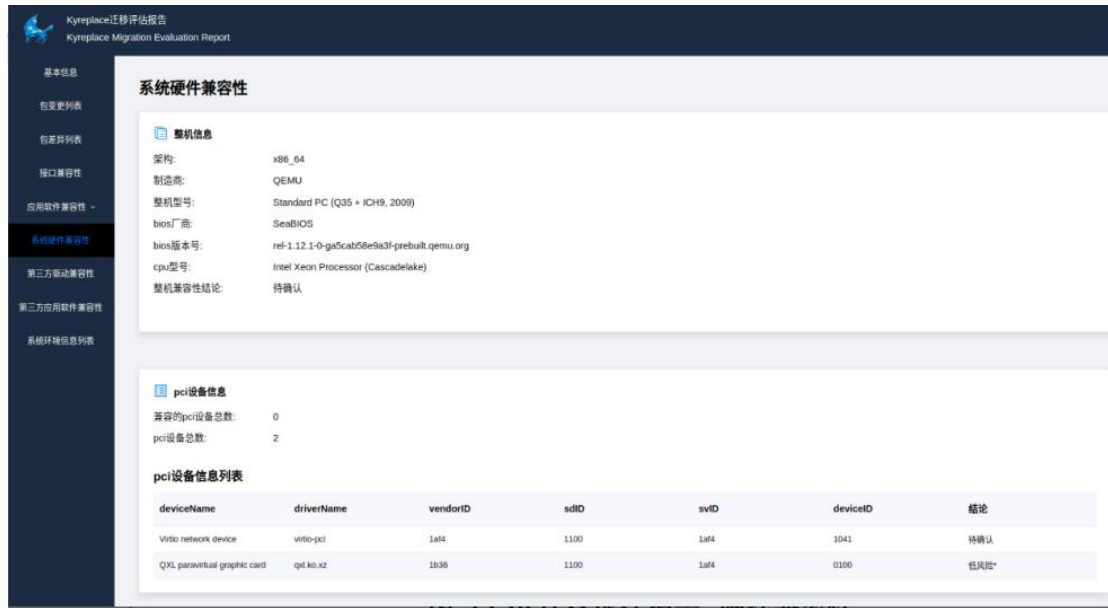 Kyreplace迁移评估报告
Kyreplace Migration Evaluation Report
基本信息
包变更列表
包差异列表
接口兼容性
应用软件兼容性
系统硬件兼容性
第三方驱动兼容性
第三方应用软件兼容性
系统环境信息列表
系统硬件兼容性
整机信息
架构: x86_64
制造商: QEMU
整机型号: Standard PC (Q35 + ICH9, 2009)
bios厂商: SeaBIOS
bios版本号: rel-1.12.1-0-ga5cab58e9a3f-prebuilt.qemu.org
cpu型号: Intel Xeon Processor (Cascadelake)
整机兼容性结论: 待确认
pci设备信息
兼容的pci设备总数: 0
pci设备总数: 2
pci设备信息列表
deviceName driverName vendorID sdID svID deviceID 结论
Virtio network device virtio-pci 1af4 1100 1af4 1041 待确认
QXL paravirtual graphic card qxl.ko.xz 1b36 1100 1af4 0100 低风险*